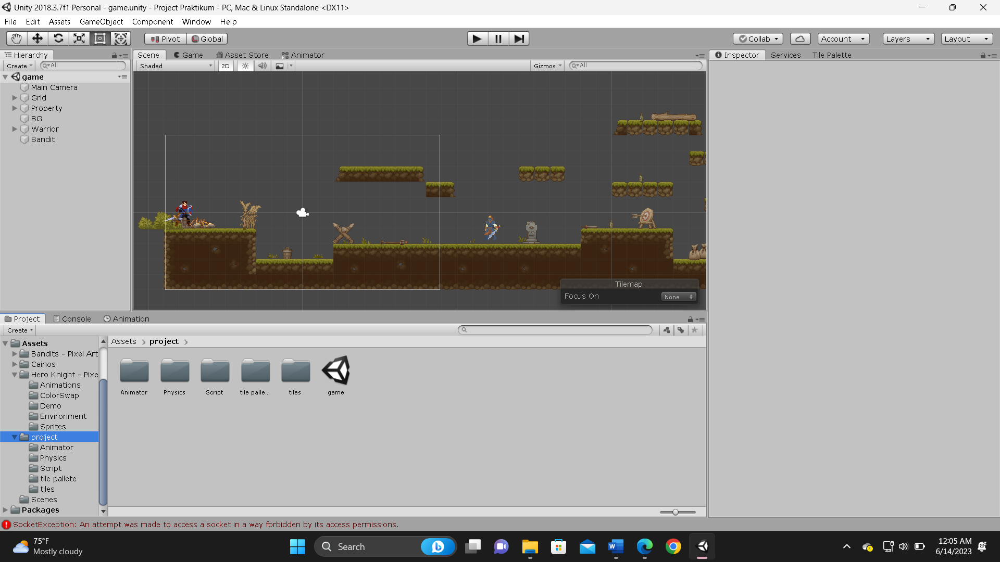 Unity 2018.3.7f1 Personal - game.unity - Project Praktikum - PC, Mac & Linux Standalone <DX11>
File Edit Assets GameObject Component Window Help
Pivot Global Collab Account Layers Layout
Hierarchy
Create All
game
Main Camera
Grid
Property
BG
Warrior
Bandit
Scene Game Asset Store Animator
Shaded 2D Gizmos All
Tilemap
Focus On None
Inspector Services Tile Palette
Project Console Animation
Create
Assets
Bandits - Pixel Art
Cainos
Hero Knight - Pixe
Animations
ColorSwap
Demo
Environment
Sprites
project
Animator
Physics
Script
tile pallete
tiles
Scenes
Packages
Assets project
Animator Physics Script tile palle... tiles game
SocketException: An attempt was made to access a socket in a way forbidden by its access permissions.
75°F
Mostly cloudy
Search
12:05 AM
6/14/2023